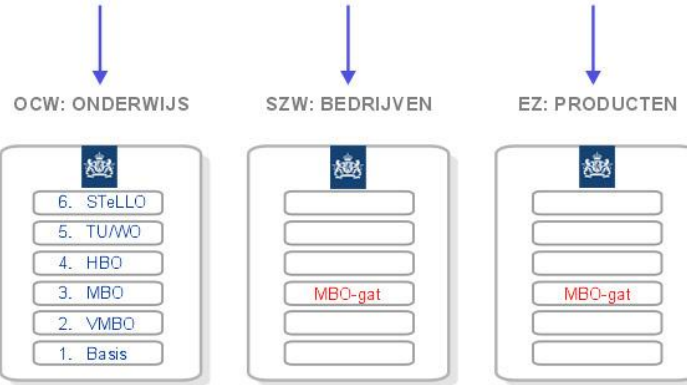 OCW: ONDERWIJS
SZW: BEDRIJVEN
EZ: PRODUCTEN
6. STeLLO
5. TU/WO
4. HBO
3. MBO
2. VMBO
1. Basis
MBO-gat
MBO-gat